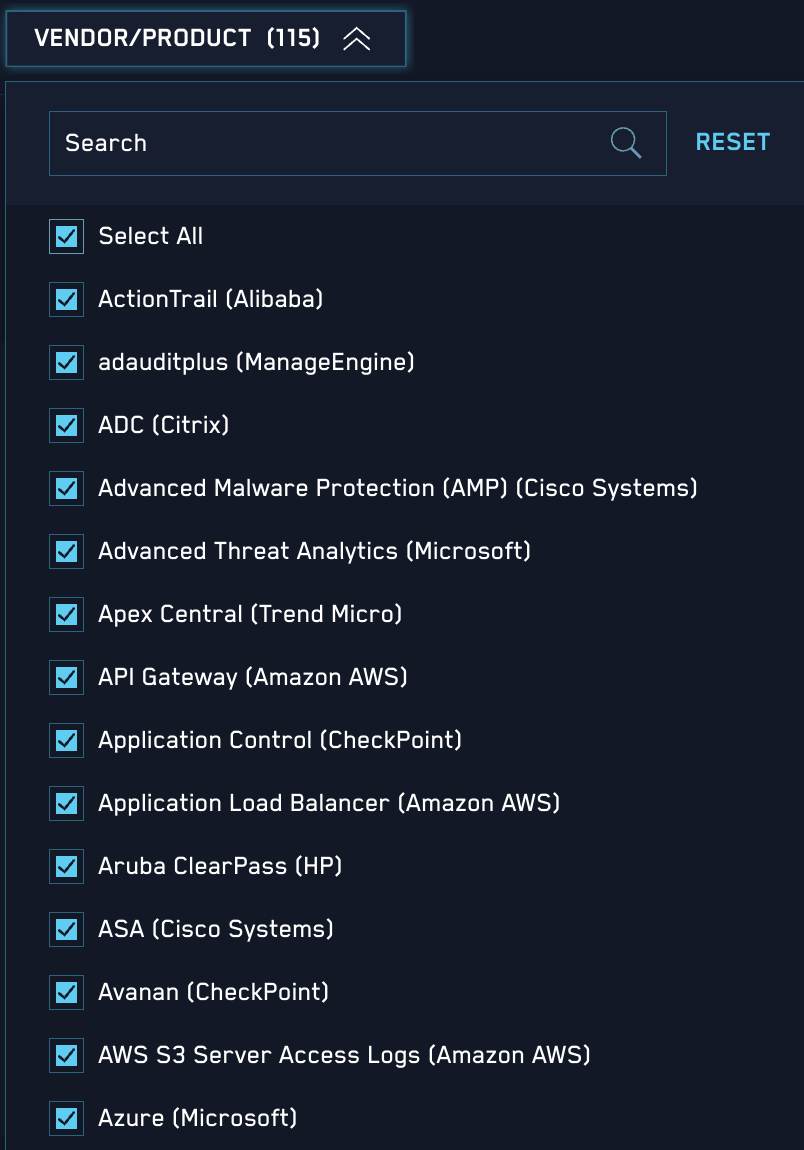 VENDOR/PRODUCT (115)
Search
RESET
Select All
ActionTrail (Alibaba)
adauditplus (ManageEngine)
ADC (Citrix)
Advanced Malware Protection (AMP) (Cisco Systems)
Advanced Threat Analytics (Microsoft)
Apex Central (Trend Micro)
API Gateway (Amazon AWS)
Application Control (CheckPoint)
Application Load Balancer (Amazon AWS)
Aruba ClearPass (HP)
ASA (Cisco Systems)
Avanan (CheckPoint)
AWS S3 Server Access Logs (Amazon AWS)
Azure (Microsoft)